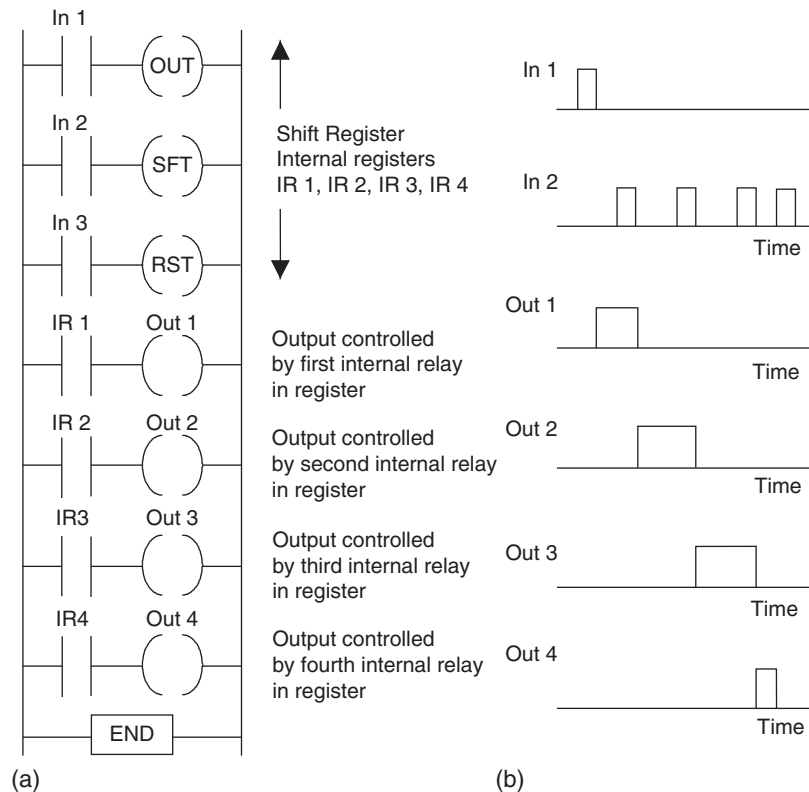 In 1
OUT
In 2
SFT
In 3
RST
Shift Register
Internal registers
IR 1, IR 2, IR 3, IR 4
IR 1 Out 1
Output controlled
by first internal relay
in register
IR 2 Out 2
Output controlled
by second internal relay
in register
IR3 Out 3
Output controlled
by third internal relay
in register
IR4 Out 4
Output controlled
by fourth internal relay
in register
END
(a)
In 1
In 2
Time
Out 1
Time
Out 2
Time
Out 3
Time
Out 4
Time
(b)